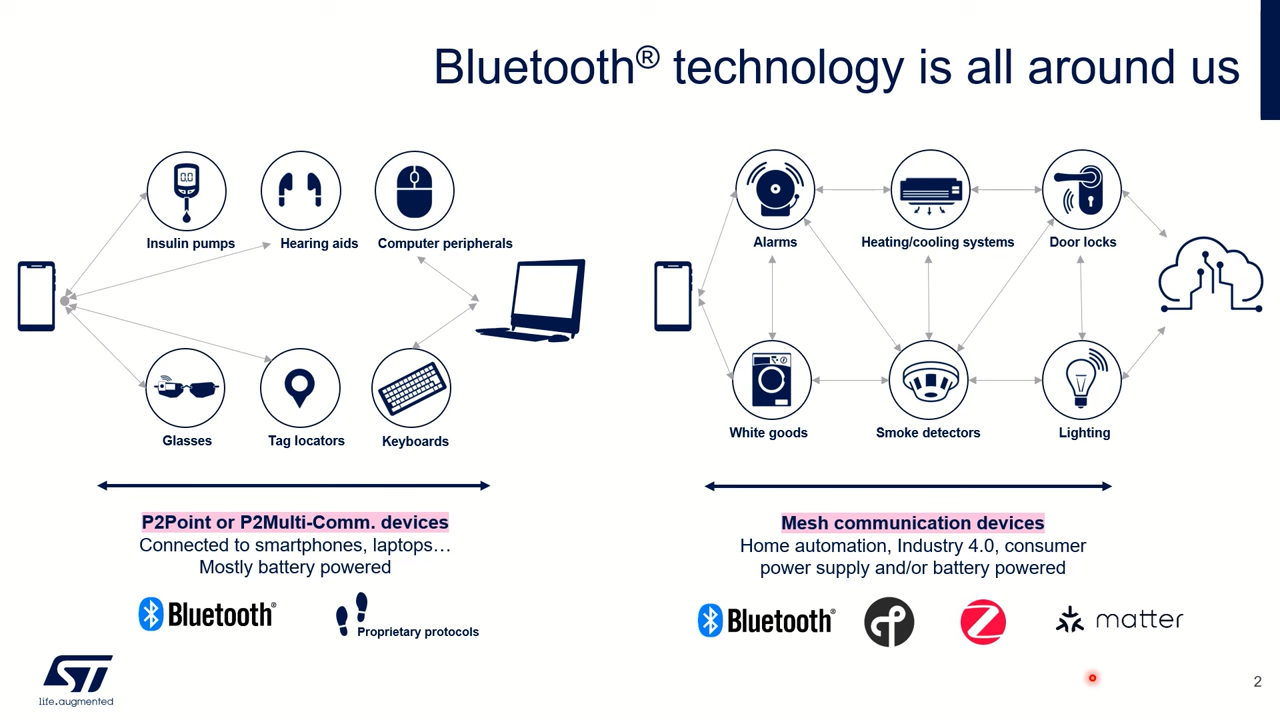 Bluetooth® technology is all around us
0.0
Insulin pumps
Hearing aids
Computer peripherals
Glasses
Tag locators
Keyboards
P2Point or P2Multi-Comm. devices
Connected to smartphones, laptops…
Mostly battery powered
Bluetooth®
Proprietary protocols
Alarms
Heating/cooling systems
Door locks
White goods
Smoke detectors
Lighting
Mesh communication devices
Home automation, Industry 4.0, consumer
power supply and/or battery powered
Bluetooth®
matter
ST
life.augmented
2